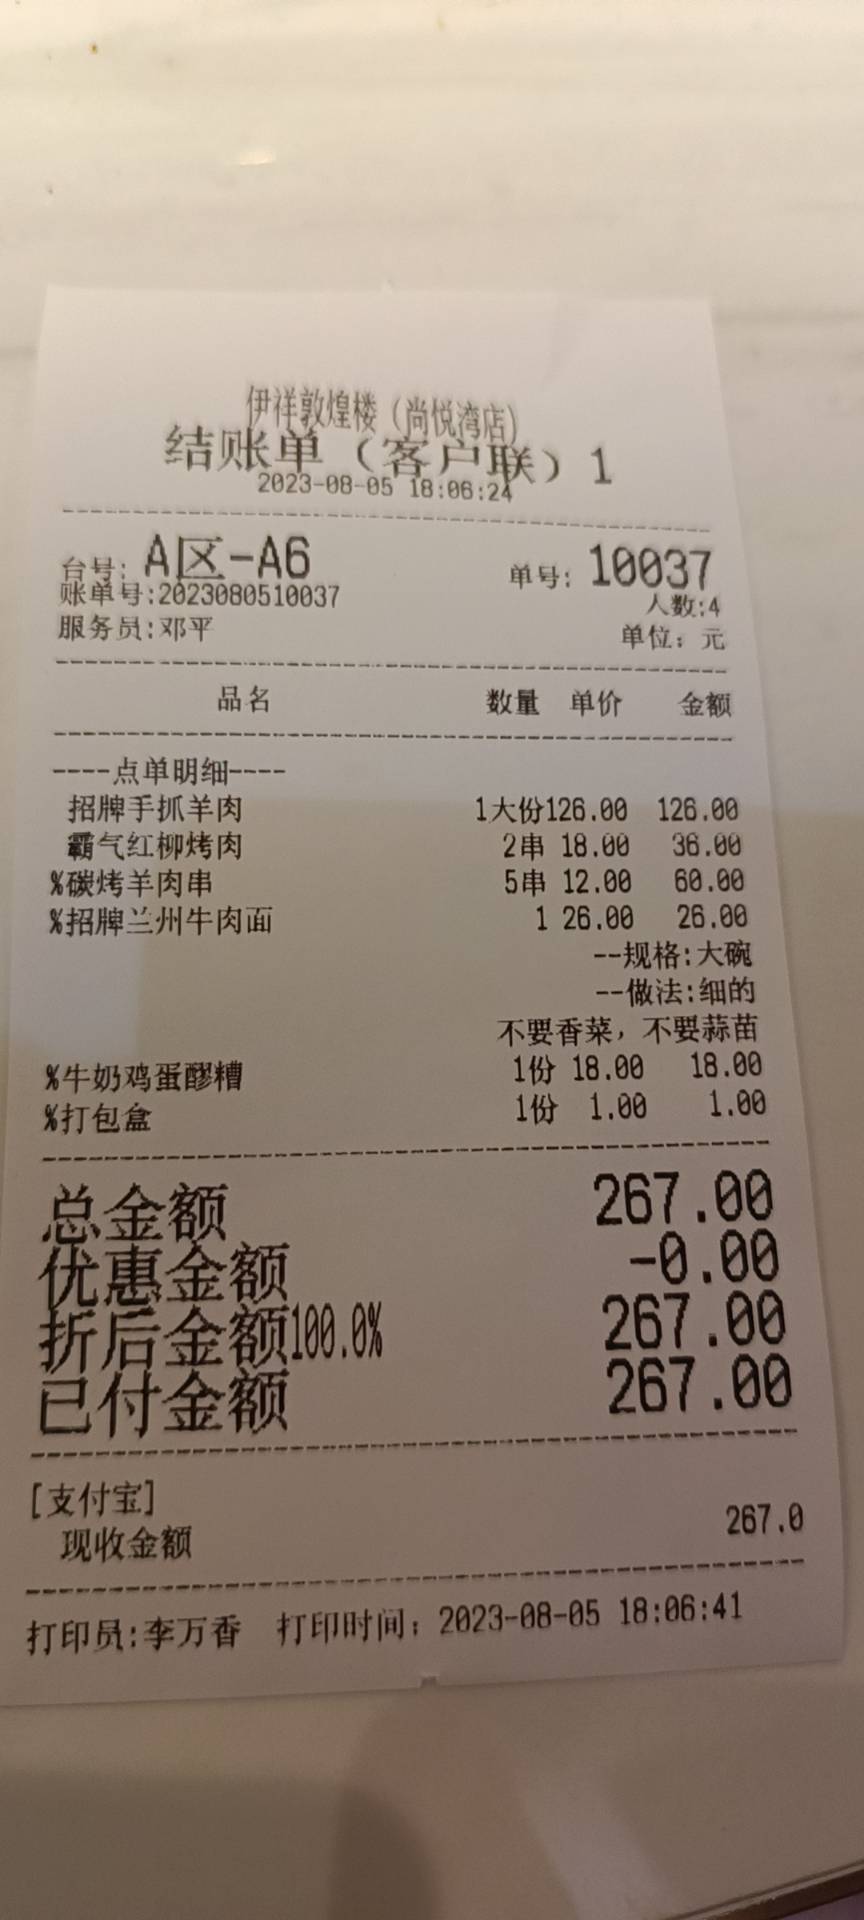 伊祥敦煌楼（尚悦湾店）
结账单（客户联）1
2023-08-05 18:06:24
台号: A区-A6 单号: 10037
账单号:2023080510037 人数:4
服务员:邓平 单位: 元
品名 数量 单价 金额
----点单明细----
招牌手抓羊肉 1大份126.00 126.00
霸气红柳烤肉 2串 18.00 36.00
%碳烤羊肉串 5串 12.00 60.00
%招牌兰州牛肉面 1 26.00 26.00
--规格:大碗
--做法:细的
不要香菜, 不要蒜苗
%牛奶鸡蛋醪糟 1份 18.00 18.00
%打包盒 1份 1.00 1.00
总金额 267.00
优惠金额 -0.00
折后金额100.0% 267.00
已付金额 267.00
[支付宝]
现收金额 267.0
打印员:李万香 打印时间: 2023-08-05 18:06:41